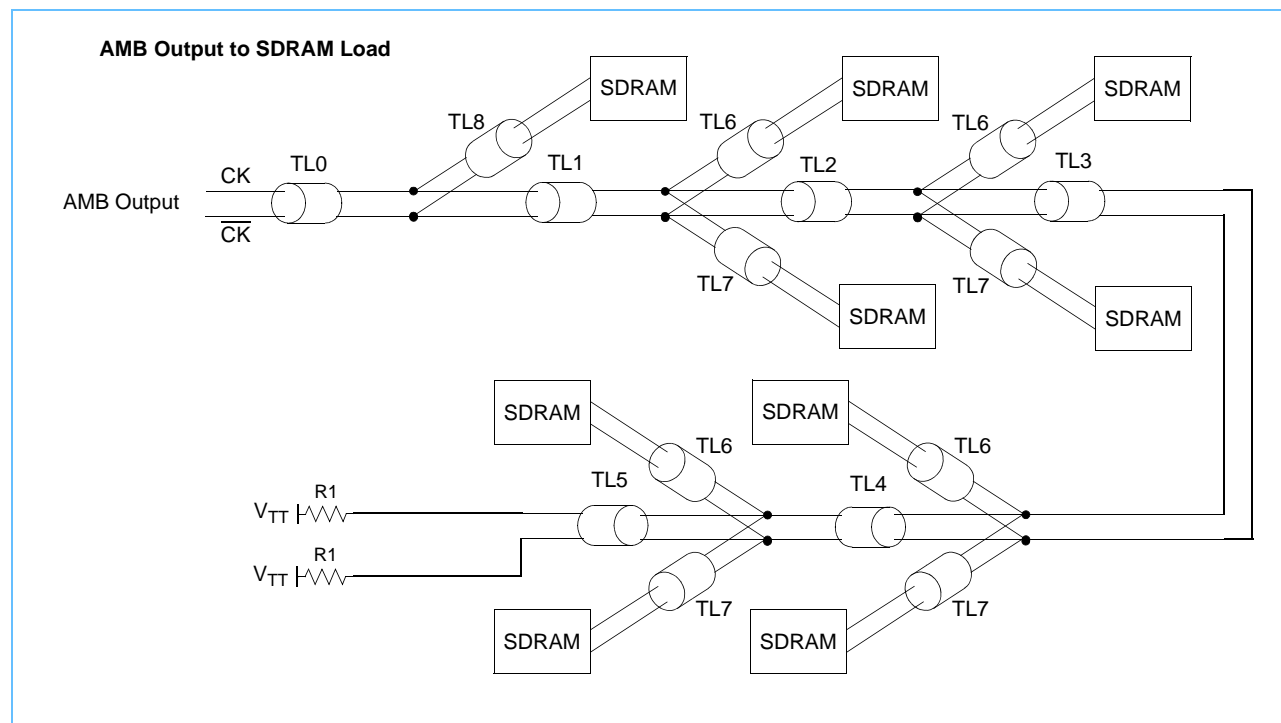 AMB Output to SDRAM Load
SDRAM
SDRAM
SDRAM
TL8
TL6
TL6
TL0
TL1
TL2
TL3
CK
AMB Output
CK
TL7
TL7
SDRAM
SDRAM
SDRAM
SDRAM
TL6
TL6
TL5
TL4
R1
VTT
R1
VTT
TL7
TL7
SDRAM
SDRAM